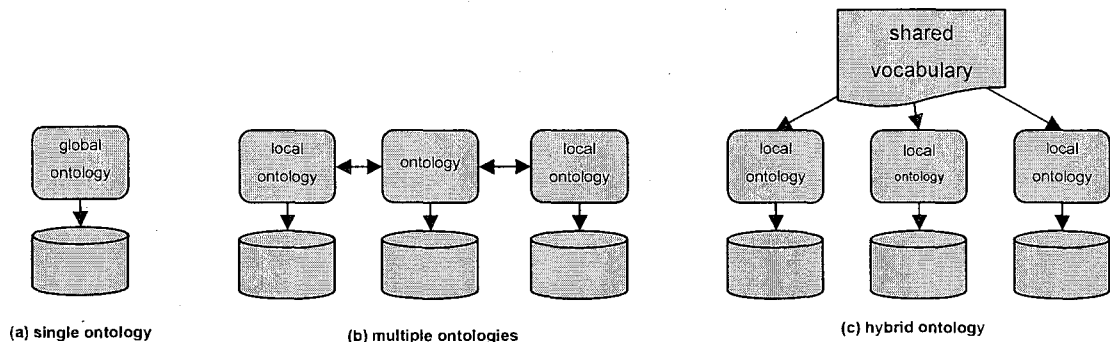 shared
vocabulary
global
ontology
local
ontology
ontology
local
ontology
local
ontology
local
ontology
local
ontology
(a) single ontology
(b) multiple ontologies
(c) hybrid ontology